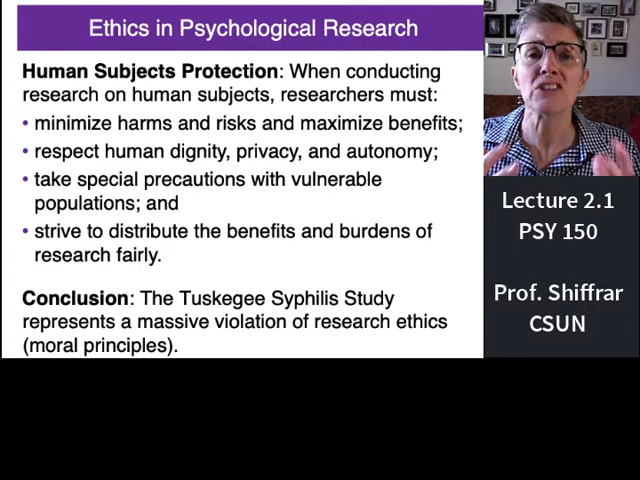 Ethics in Psychological Research
Human Subjects Protection: When conducting
research on human subjects, researchers must:
• minimize harms and risks and maximize benefits;
• respect human dignity, privacy, and autonomy;
• take special precautions with vulnerable
populations; and
• strive to distribute the benefits and burdens of
research fairly.
Conclusion: The Tuskegee Syphilis Study
represents a massive violation of research ethics
(moral principles).
Lecture 2.1
PSY 150
Prof. Shiffrar
CSUN